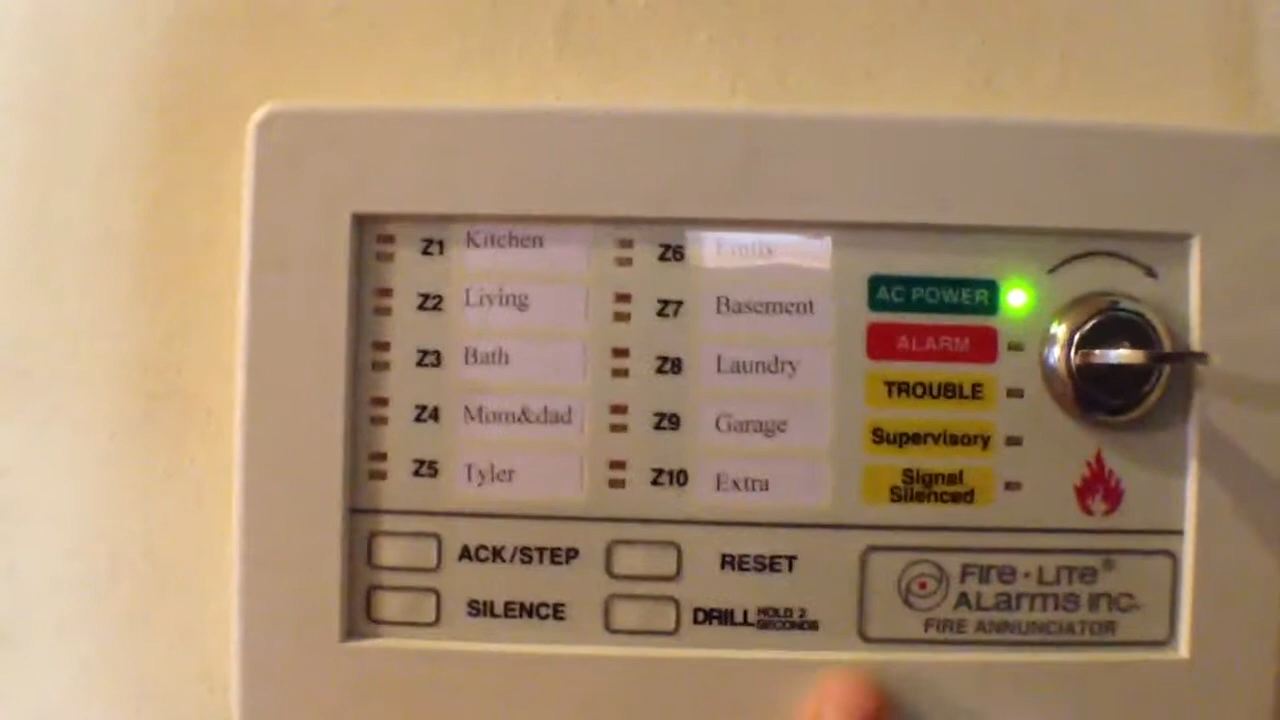 Z1 Kitchen
Z2 Living
Z3 Bath
Z4 Mom&dad
Z5 Tyler
Z6 Emily
Z7 Basement
Z8 Laundry
Z9 Garage
Z10 Extra
AC POWER
ALARM
TROUBLE
Supervisory
Signal
Silenced
ACK/STEP
SILENCE
RESET
DRILL HOLD 2
SECONDS
FIRE•LITE®
ALARMS INC.
FIRE ANNUNCIATOR